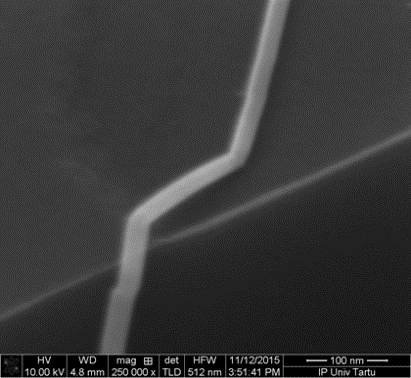 HV WD mag det HFW 11/12/2015 100 nm
10.00 kV 4.8 mm 250 000 x TLD 512 nm 3:51:41 PM IP Univ Tartu